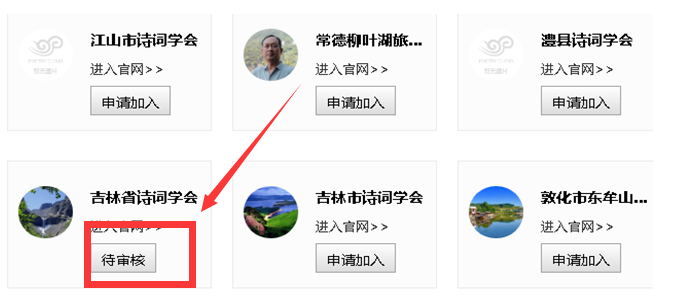 江山市诗词学会
常德柳叶湖旅...
澧县诗词学会
进入官网>>
进入官网>>
进入官网>>
申请加入
申请加入
申请加入
吉林省诗词学会
吉林市诗词学会
敦化市东牟山...
进入官网>>
进入官网>>
进入官网>>
待审核
申请加入
申请加入